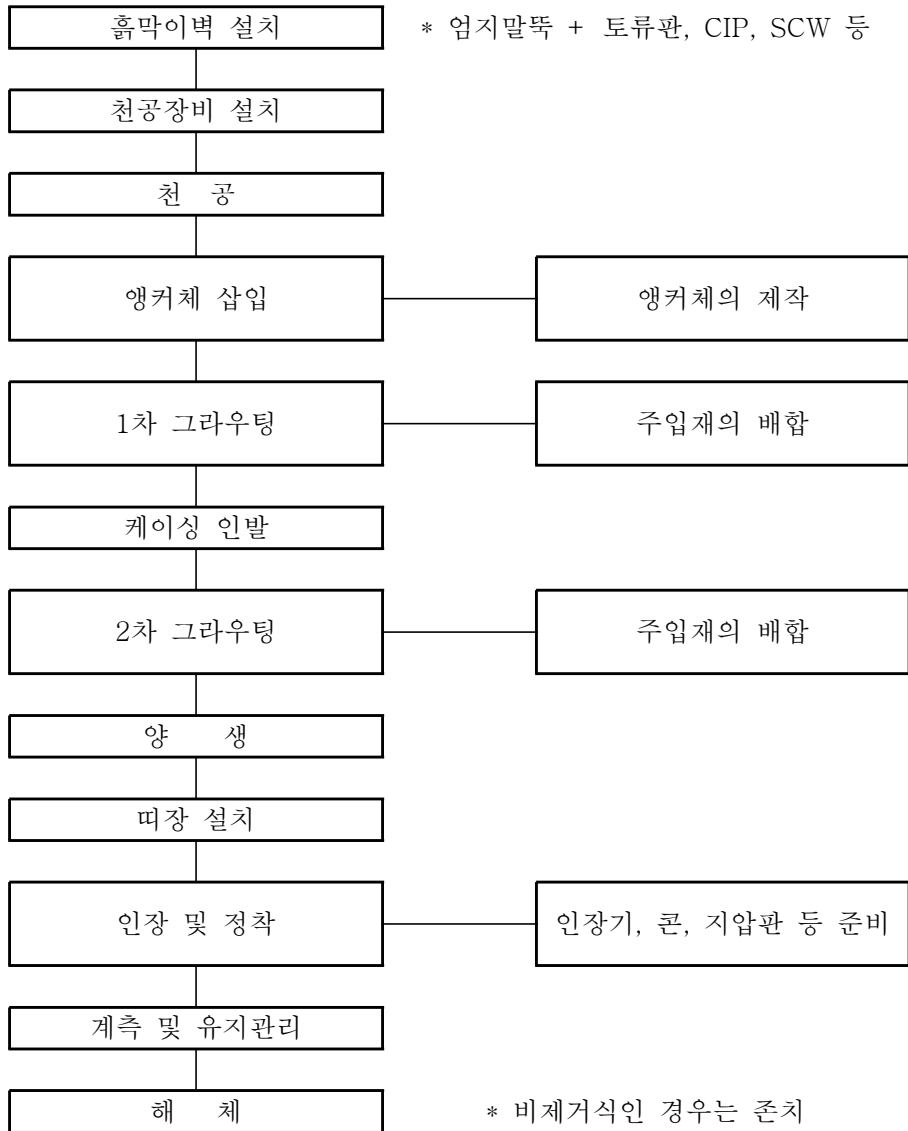 흙막이벽 설치 * 엄지말뚝 + 토류판, CIP, SCW 등
천공장비 설치
천 공
앵커체 삽입 앵커체의 제작
1차 그라우팅 주입재의 배합
케이싱 인발
2차 그라우팅 주입재의 배합
양 생
띠장 설치
인장 및 정착 인장기, 콘, 지압판 등 준비
계측 및 유지관리
해 체 * 비제거식인 경우는 존치